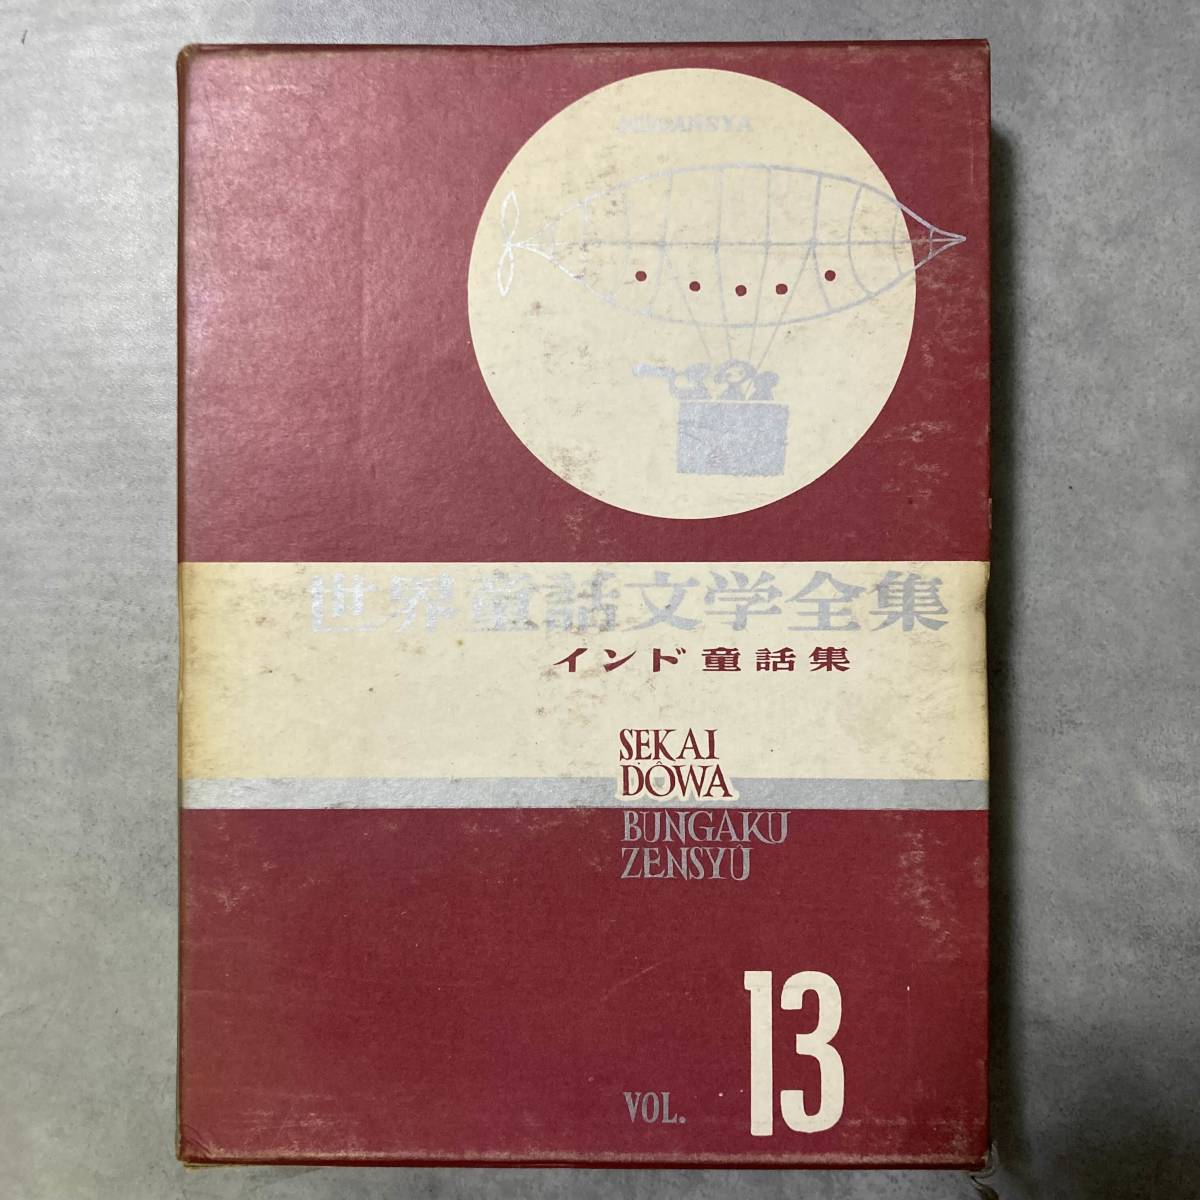 KÔDANSYA
世界童話文学全集
インド童話集
SEKAI
DÔWA
BUNGAKU
ZENSYÛ
VOL. 13